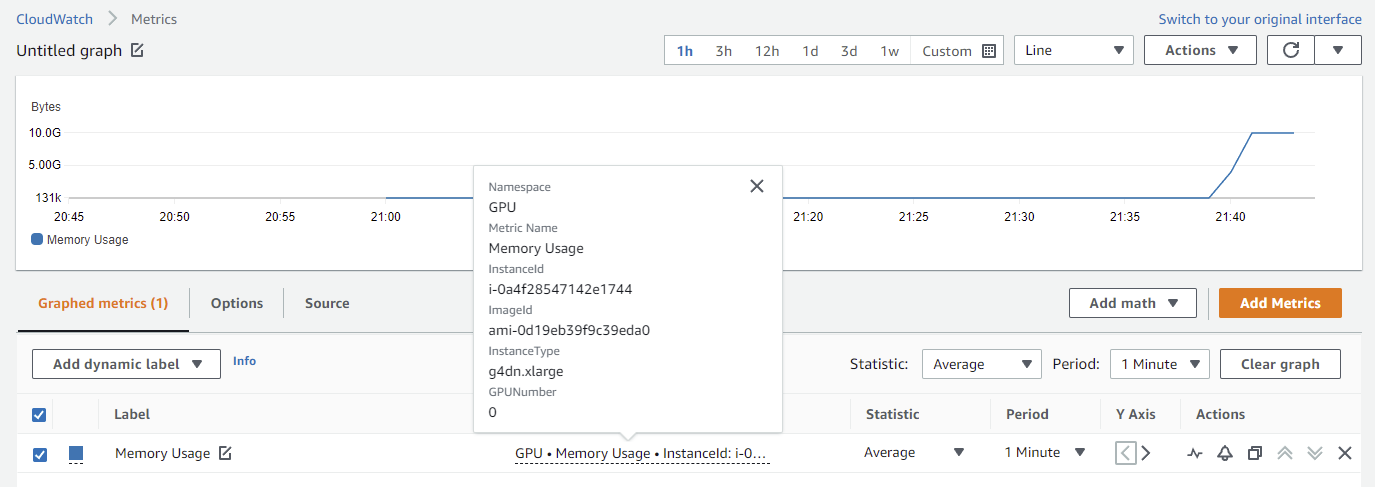 CloudWatch > Metrics
Switch to your original interface
Untitled graph
1h 3h 12h 1d 3d 1w Custom
Line
Actions
Bytes
10.0G
5.00G
131k
20:45 20:50 20:55 21:00 21:20 21:25 21:30 21:35 21:40
Memory Usage
Namespace
GPU
Metric Name
Memory Usage
InstanceId
i-0a4f28547142e1744
ImageId
ami-0d19eb39f9c39eda0
InstanceType
g4dn.xlarge
GPUNumber
0
Graphed metrics (1) Options Source
Add math
Add Metrics
Add dynamic label
Info
Statistic: Average Period: 1 Minute Clear graph
Label Statistic Period Y Axis Actions
Memory Usage GPU • Memory Usage • InstanceId: i-0... Average 1 Minute